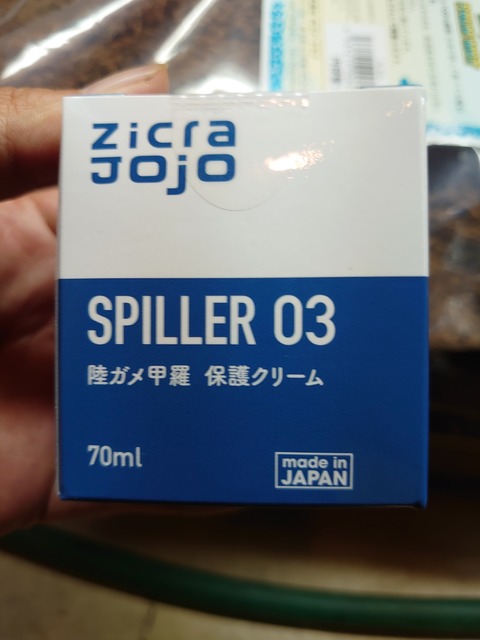 zicra
JOJO
SPILLER 03
陸ガメ甲羅 保護クリーム
70ml
made in
JAPAN